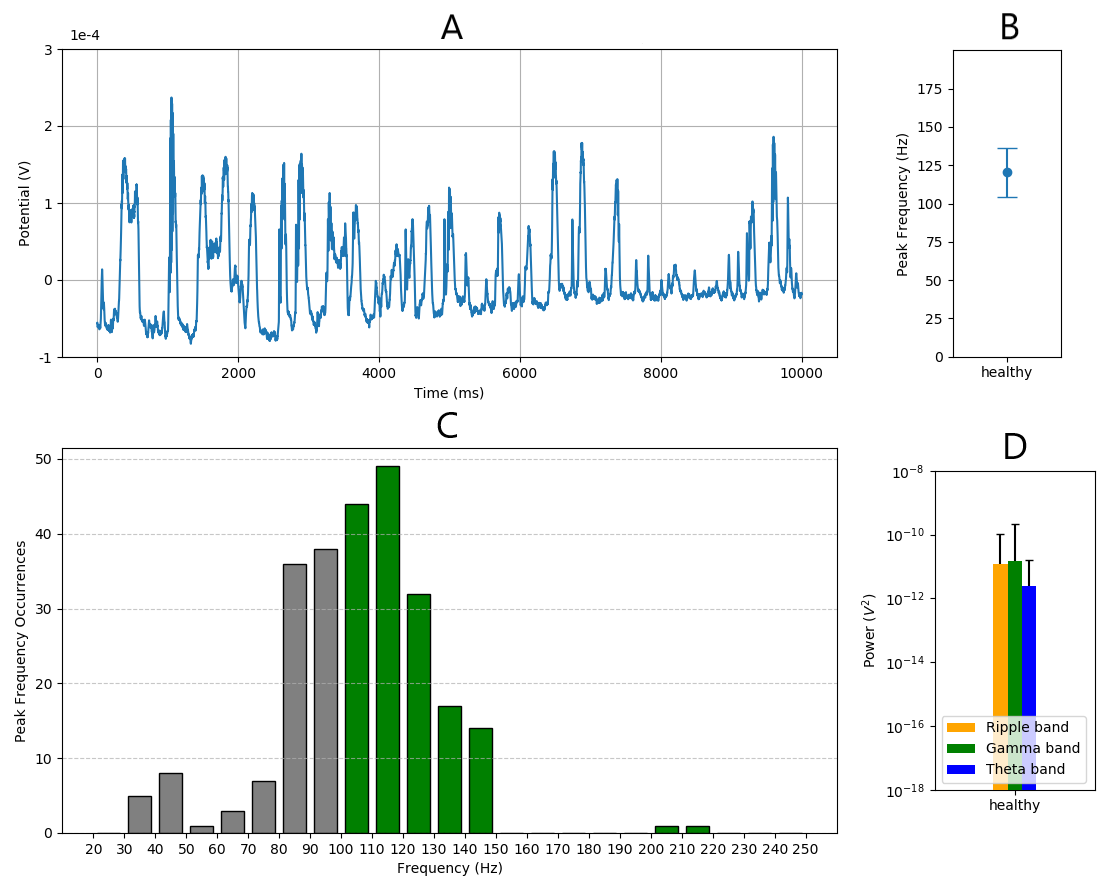 A
1e-4
3
2
1
0
-1
Potential (V)
0 2000 4000 6000 8000 10000
Time (ms)
B
175
150
125
100
75
50
25
0
Peak Frequency (Hz)
healthy
C
50
40
30
20
10
0
Peak Frequency Occurrences
20 30 40 50 60 70 80 90 100 110 120 130 140 150 160 170 180 190 200 210 220 230 240 250
Frequency (Hz)
D
10^-8
10^-10
10^-12
10^-14
10^-16
10^-18
Power (V^2)
Ripple band
Gamma band
Theta band
healthy